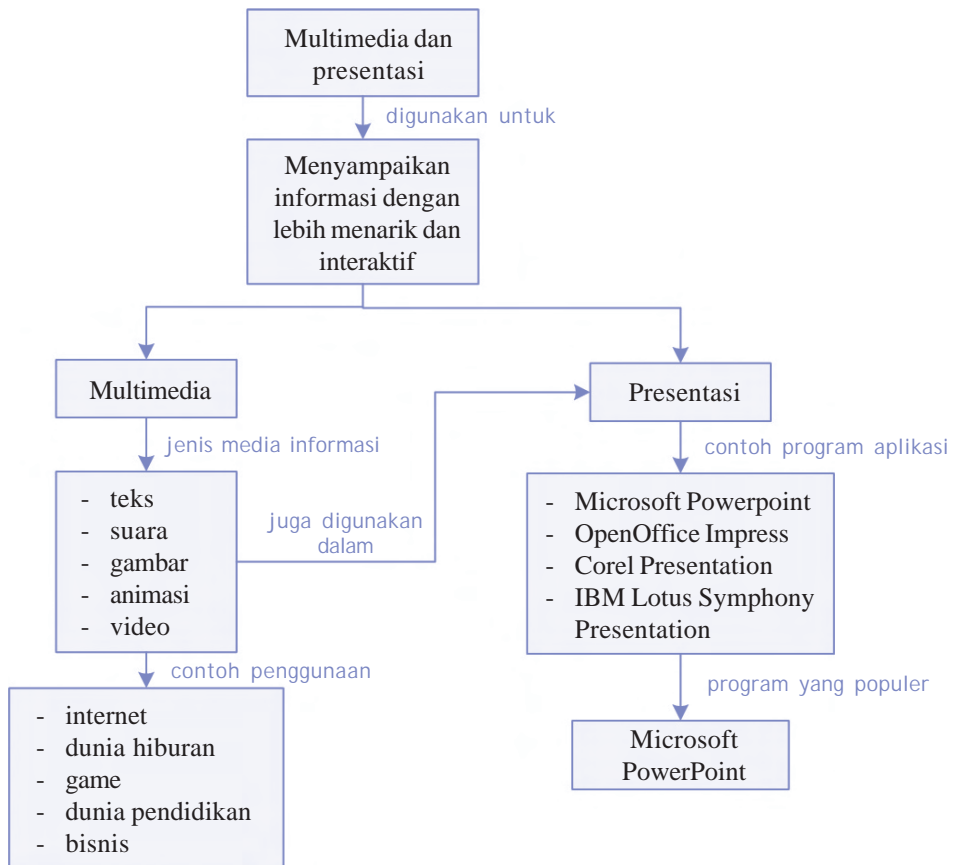 Multimedia dan
presentasi
digunakan untuk
Menyampaikan
informasi dengan
lebih menarik dan
interaktif
Multimedia
Presentasi
jenis media informasi
contoh program aplikasi
- teks
- suara
- gambar
- animasi
- video
juga digunakan
dalam
- Microsoft Powerpoint
- OpenOffice Impress
- Corel Presentation
- IBM Lotus Symphony
Presentation
contoh penggunaan
program yang populer
- internet
- dunia hiburan
- game
- dunia pendidikan
- bisnis
Microsoft
PowerPoint